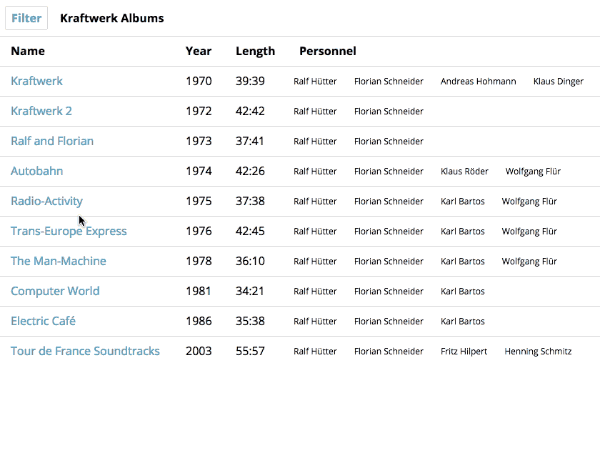 Filter Kraftwerk Albums
Name Year Length Personnel
Kraftwerk 1970 39:39 Ralf Hütter Florian Schneider Andreas Hohmann Klaus Dinger
Kraftwerk 2 1972 42:42 Ralf Hütter Florian Schneider
Ralf and Florian 1973 37:41 Ralf Hütter Florian Schneider
Autobahn 1974 42:26 Ralf Hütter Florian Schneider Klaus Röder Wolfgang Flür
Radio-Activity 1975 37:38 Ralf Hütter Florian Schneider Karl Bartos Wolfgang Flür
Trans-Europe Express 1976 42:45 Ralf Hütter Florian Schneider Karl Bartos Wolfgang Flür
The Man-Machine 1978 36:10 Ralf Hütter Florian Schneider Karl Bartos Wolfgang Flür
Computer World 1981 34:21 Ralf Hütter Florian Schneider Karl Bartos
Electric Café 1986 35:38 Ralf Hütter Florian Schneider Karl Bartos
Tour de France Soundtracks 2003 55:57 Ralf Hütter Florian Schneider Fritz Hilpert Henning Schmitz